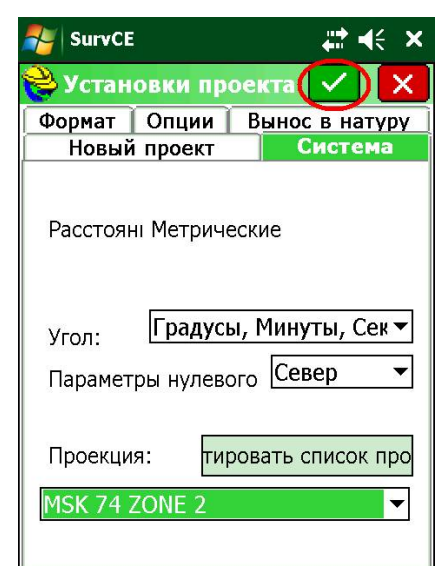 SurvCE
Установки проекта
Формат Опции Вынос в натуру
Новый проект Система
Расстоян Метрические
Угол: Градусы, Минуты, Сек
Параметры нулевого Север
Проекция: тировать список про
MSK 74 ZONE 2